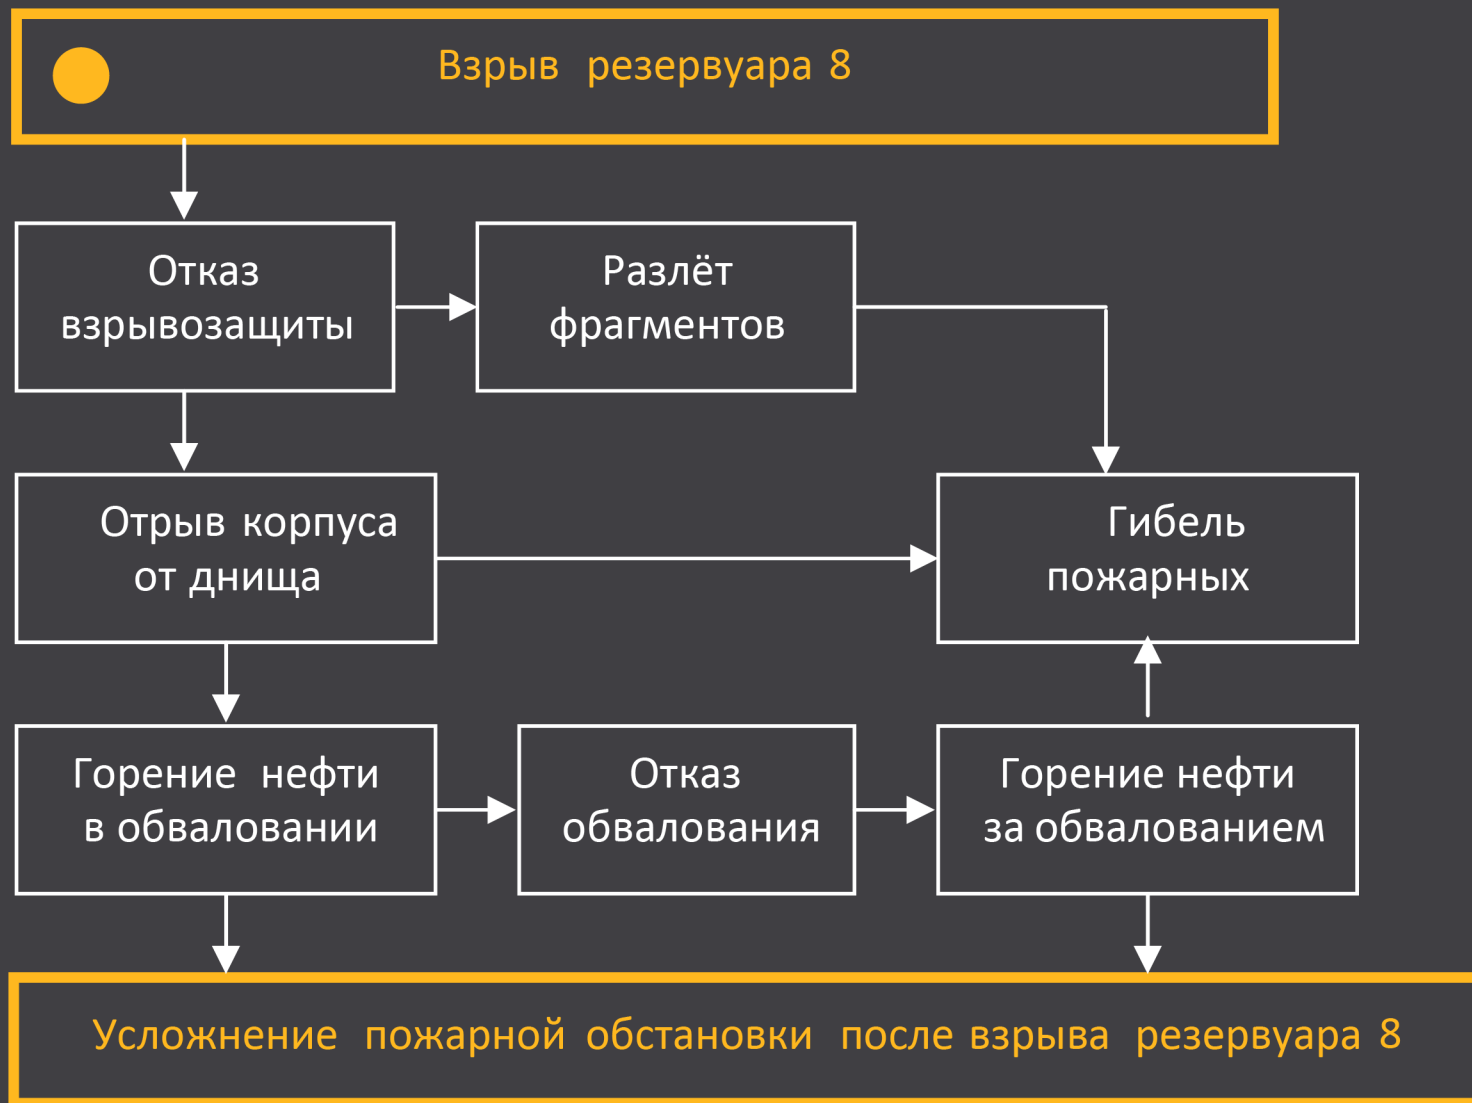 Взрыв резервуара 8
Отказ
взрывозащиты
Разлёт
фрагментов
Отрыв корпуса
от днища
Гибель
пожарных
Горение нефти
в обваловании
Отказ
обвалования
Горение нефти
за обвалованием
Усложнение пожарной обстановки после взрыва резервуара 8